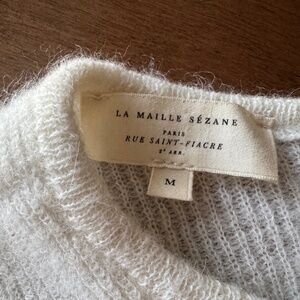 LA MAILLE SÉZANE
PARIS
RUE SAINT-FIACRE
2ᵉ ARR.
M